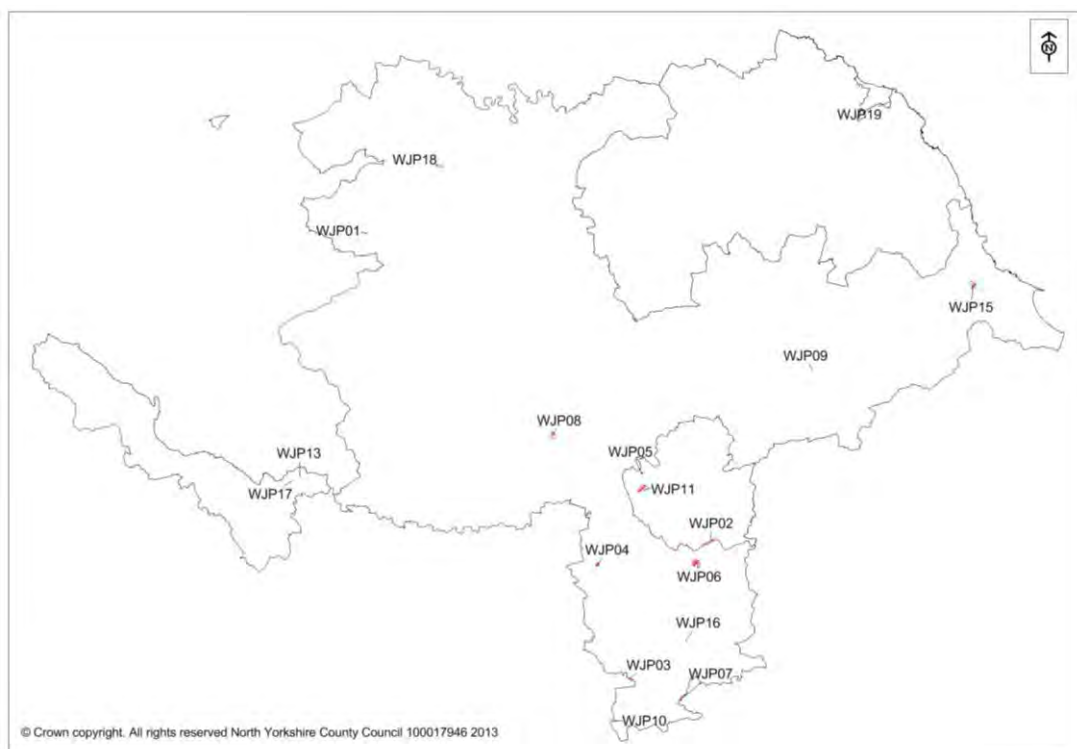 N
WJP19
WJP18
WJP01
WJP15
WJP09
WJP08
WJP13
WJP05
WJP17
WJP11
WJP02
WJP04
WJP06
WJP16
WJP03
WJP07
WJP10
© Crown copyright. All rights reserved North Yorkshire County Council 100017946 2013